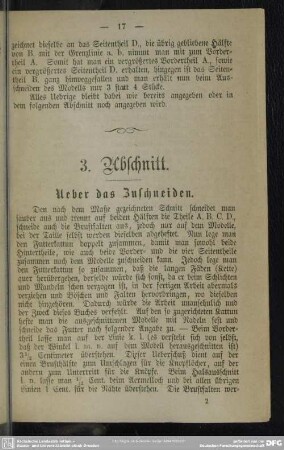 — 17 —
zeichnet dieselbe an das Seitentheil D., die übrig gebliebene Hälfte
von B. mit der Grenzlinie a. b. nimmt man mit zum Vorder-
theil A. Somit hat man ein vergrößertes Vordertheil A., sowie
ein vergrößertes Seitentheil D. erhalten, hingegen ist das Seiten-
theil B. ganz hinweggefallen und man erhält nun beim Aus-
schneiden des Modells nur 3 statt 4 Stücke.
Alles Uebrige bleibt dabei wie bereits angegeben oder in
dem folgenden Abschnitt noch angegeben wird.
3. Abschnitt.
Ueber das Zuschneiden.
Den nach dem Maße gezeichneten Schnitt schneidet man
sauber aus und trennt auf beiden Hälften die Theile A. B. C. D.,
schneide auch die Brustfalten aus, jedoch nur auf dem Modelle,
bei der Taille selbst werden dieselben abgeheftet. Nun lege man
den Futterkattun doppelt zusammen, damit man sowohl beide
Hintertheile, wie auch beide Vorder- und die vier Seitentheile
zusammen nach dem Modelle zuschneiden kann. Jedoch lege man
den Futterkattun so zusammen, daß die langen Fäden (Kette)
quer herübergehen, derselbe würde sich sonst, da er beim Schlichten
und Mandeln schon verzogen ist, in der fertigen Arbeit abermals
verziehen und Böschen und Falten hervorbringen, wo dieselben
nicht hingehören. Dadurch würde die Arbeit unansehnlich und
der Zweck dieses Buches verfehlt. Auf den so zugerichteten Kattun
hefte man die ausgeschnittenen Modelle mit Nadeln fest und
schneide das Futter nach folgender Angabe zu. — Beim Vorder-
theil lasse man auf der Linie k. l. (es versteht sich von selbst,
daß der Winkel l. m. v. auf dem Modell herausgeschnitten ist)
3¼ Centimeter überstehen. Dieser Ueberschuß dient auf der
einen Brusthälfte zum Umschlagen für die Knopflöcher, auf der
andern zum Untertritt für die Knöpfe. Beim Halsausschnitt
l. n. lasse man ½ Cent. beim Aermelloch und bei allen übrigen
Linien 1 Cent. für die Nähte überstehen. Die Brustfalten wer-
2